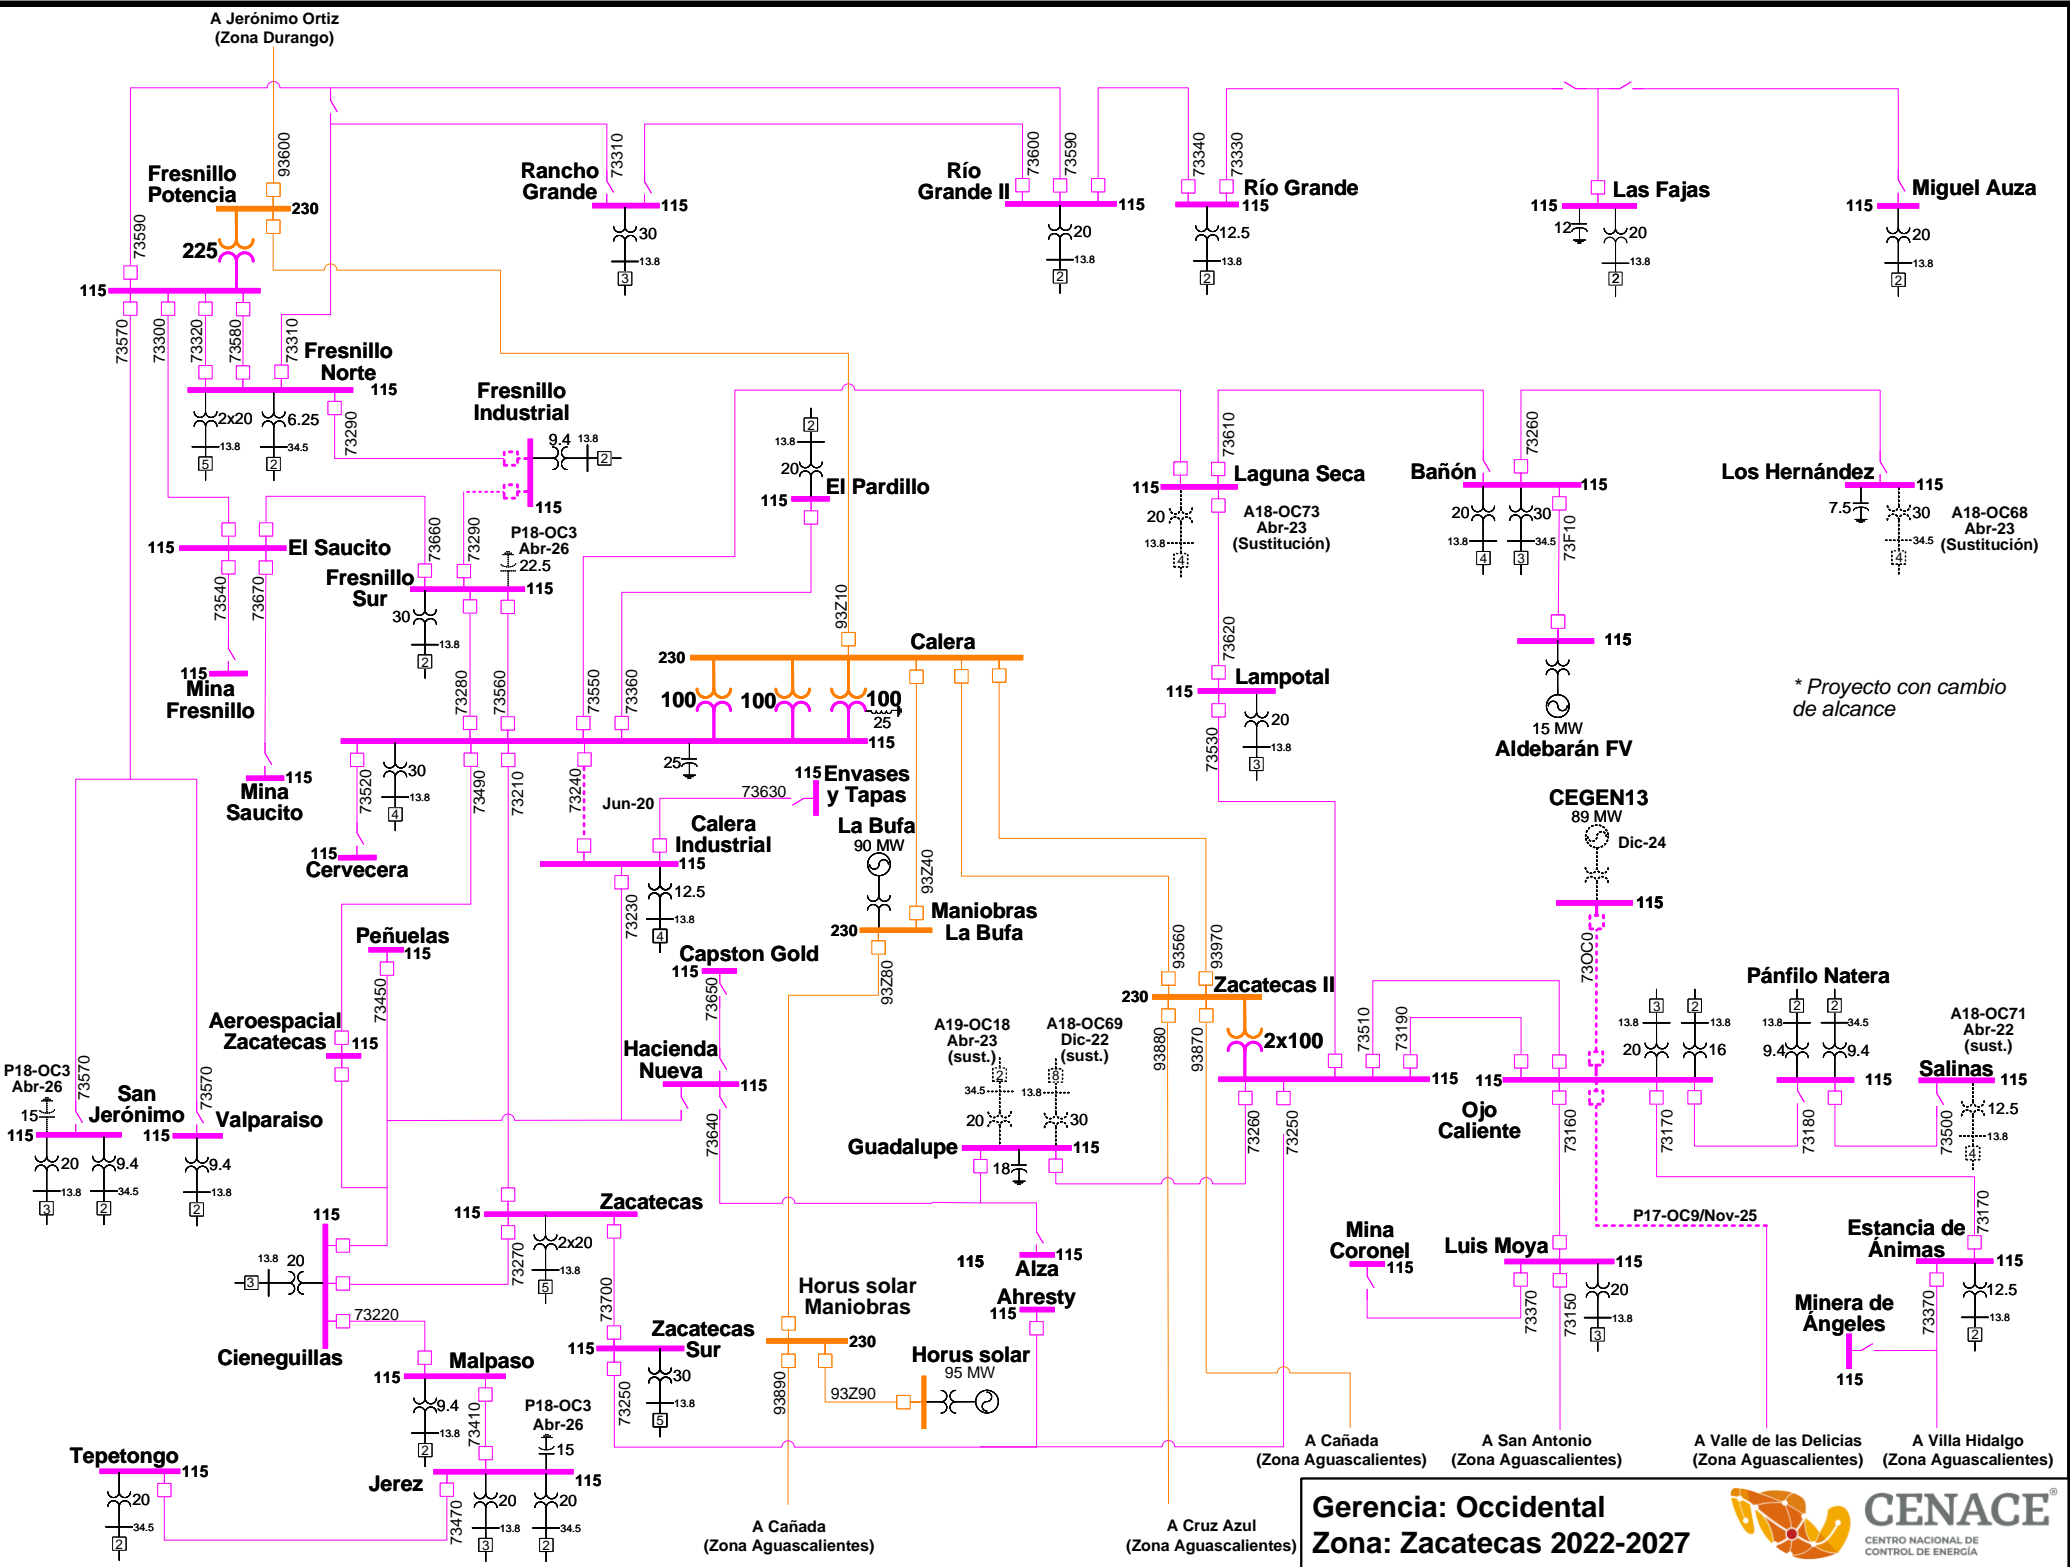 A Jerónimo Ortiz
(Zona Durango)
93600
73310
73600
73590
73340
73330
Fresnillo
Potencia
230
225
73590
115
Rancho
Grande
115
30
13.8
3
Río
Grande II
115
20
13.8
2
Río Grande
115
12.5
13.8
2
Las Fajas
115
12
20
13.8
2
Miguel Auza
115
20
13.8
2
73570
73300
73320
73580
73310
Fresnillo
Norte
115
2x20
13.8
5
6.25
34.5
2
73290
Fresnillo
Industrial
9.4
13.8
2
115
2
13.8
20
El Pardillo
115
73610
Laguna Seca
115
20
13.8
4
A18-OC73
Abr-23
(Sustitución)
73260
Bañón
115
20
13.8
4
30
34.5
3
73F10
Los Hernández
115
7.5
30
34.5
4
A18-OC68
Abr-23
(Sustitución)
115
El Saucito
73660
73290
P18-OC3
Abr-26
22.5
Fresnillo
Sur
115
30
13.8
2
73540
73670
115
Mina
Fresnillo
115
Mina
Saucito
73280
73560
73550
73360
93Z10
Calera
230
100
100
100
25
115
25
73620
Lampotal
115
20
13.8
3
73530
115
15 MW
Aldebarán FV
* Proyecto con cambio
de alcance
73520
30
13.8
4
73490
73210
73240
Jun-20
115
Cervecera
73630
115
Envases
y Tapas
Calera
Industrial
115
12.5
13.8
4
73230
La Bufa
90 MW
93Z40
Maniobras
La Bufa
230
93Z80
CEGEN13
89 MW
Dic-24
115
73OC0
Peñuelas
115
73450
Capston Gold
115
73650
93560
93970
Zacatecas II
230
2x100
93880
93870
115
73510
73190
Aeroespacial
Zacatecas
115
Hacienda
Nueva
115
73640
A19-OC18
Abr-23
(sust.)
2
34.5
20
A18-OC69
Dic-22
(sust.)
8
13.8
30
Guadalupe
115
18
73260
73250
3
13.8
20
2
13.8
16
115
Ojo
Caliente
73160
73170
Pánfilo Natera
2
13.8
9.4
2
34.5
9.4
115
73180
A18-OC71
Abr-22
(sust.)
Salinas
115
12.5
13.8
4
73500
P18-OC3
Abr-26
15
San
Jerónimo
115
20
13.8
3
9.4
34.5
2
73570
73570
Valparaiso
115
9.4
13.8
2
115
13.8
20
3
Cieneguillas
73220
Zacatecas
115
2x20
13.8
5
73270
73700
115
115
Alza
Ahresty
115
P17-OC9/Nov-25
73170
Mina
Coronel
115
Luis Moya
115
20
13.8
3
73370
73150
Estancia de
Ánimas
115
12.5
13.8
2
73370
Minera de
Ángeles
115
Malpaso
115
9.4
13.8
2
73410
Zacatecas
Sur
115
30
13.8
5
73250
Horus solar
Maniobras
230
93890
93Z90
Horus solar
95 MW
P18-OC3
Abr-26
15
Tepetongo
115
20
34.5
2
73470
Jerez
115
20
13.8
3
20
34.5
2
A Cañada
(Zona Aguascalientes)
A Cruz Azul
(Zona Aguascalientes)
A Cañada
(Zona Aguascalientes)
A San Antonio
(Zona Aguascalientes)
A Valle de las Delicias
(Zona Aguascalientes)
A Villa Hidalgo
(Zona Aguascalientes)
Gerencia: Occidental
Zona: Zacatecas 2022-2027
CENACE®
CENTRO NACIONAL DE
CONTROL DE ENERGÍA